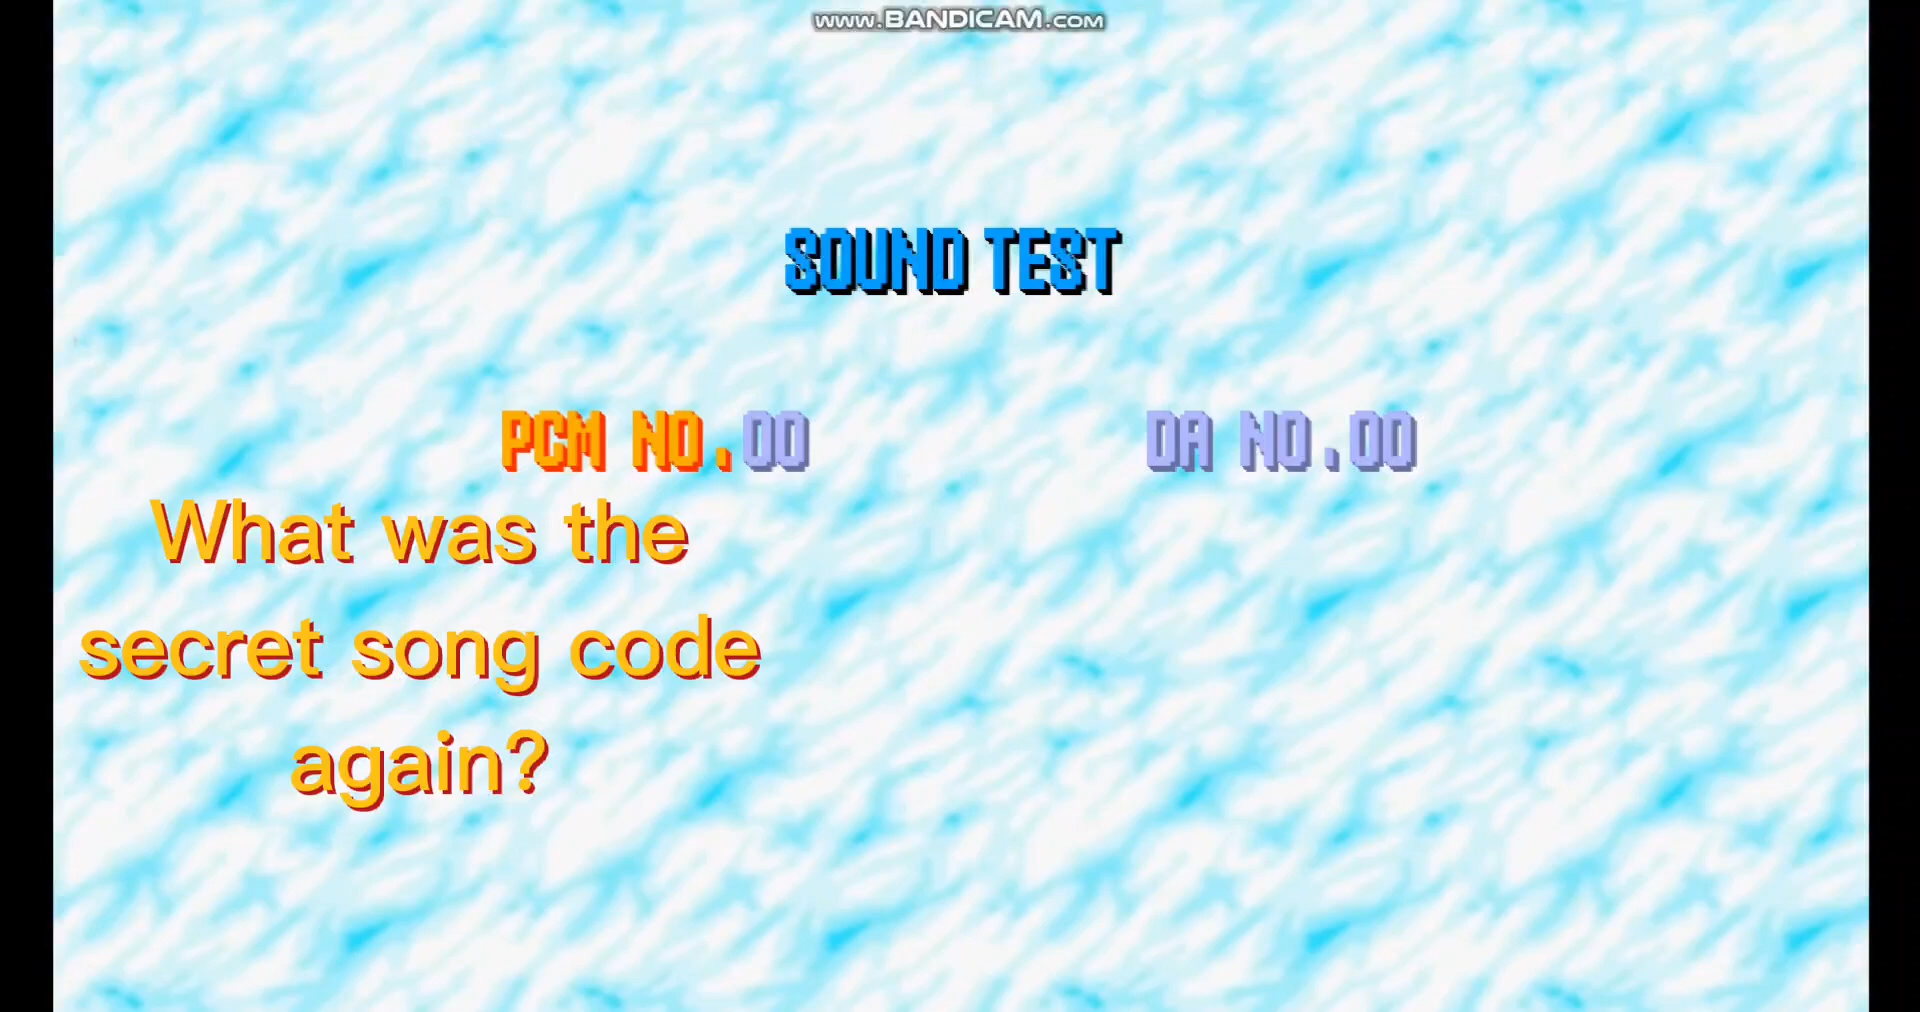 www.BANDICAM.com
SOUND TEST
PCM NO.00 DA NO.00
What was the
secret song code
again?